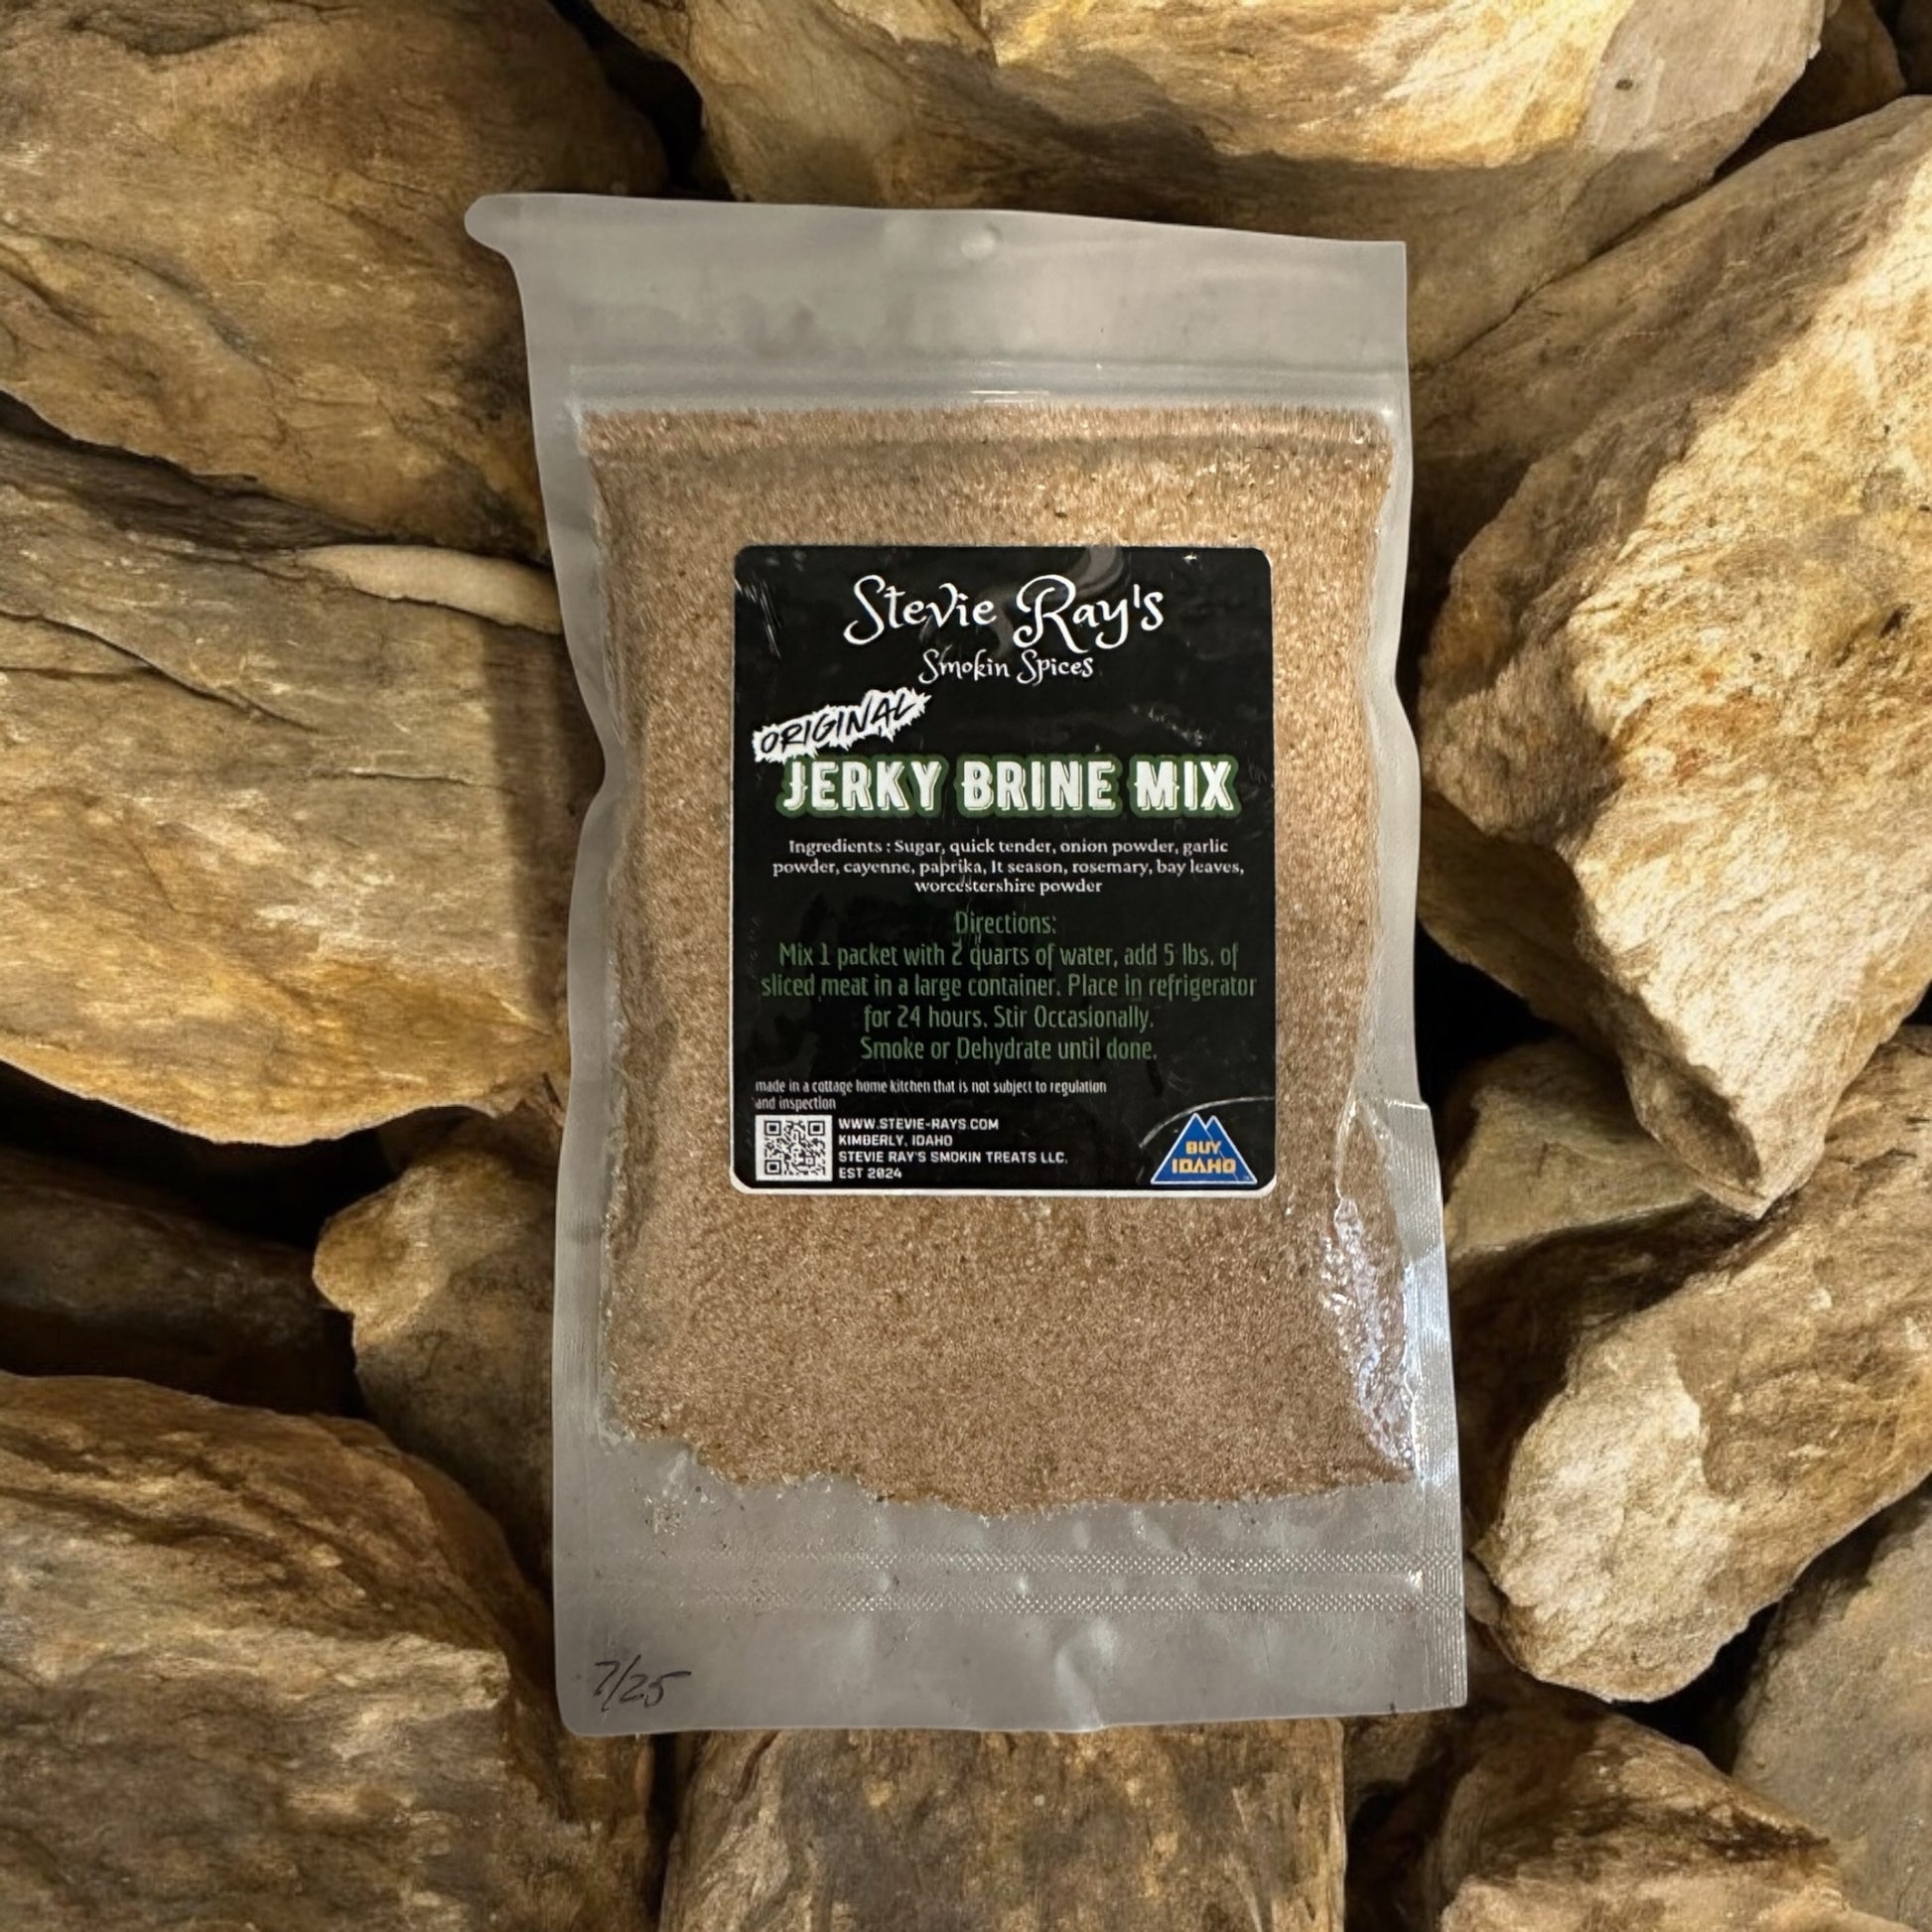 Stevie Ray's
Smokin Spices
ORIGINAL
JERKY BRINE MIX
Ingredients : Sugar, quick tender, onion powder, garlic
powder, cayenne, paprika, It season, rosemary, bay leaves,
worcestershire powder
Directions:
Mix 1 packet with 2 quarts of water, add 5 lbs. of
sliced meat in a large container. Place in refrigerator
for 24 hours. Stir Occasionally.
Smoke or Dehydrate until done.
made in a cottage home kitchen that is not subject to regulation
and inspection
WWW.STEVIE-RAYS.COM
KIMBERLY, IDAHO
STEVIE RAY'S SMOKIN TREATS LLC.
EST 2024
BUY
IDAHO
7/25